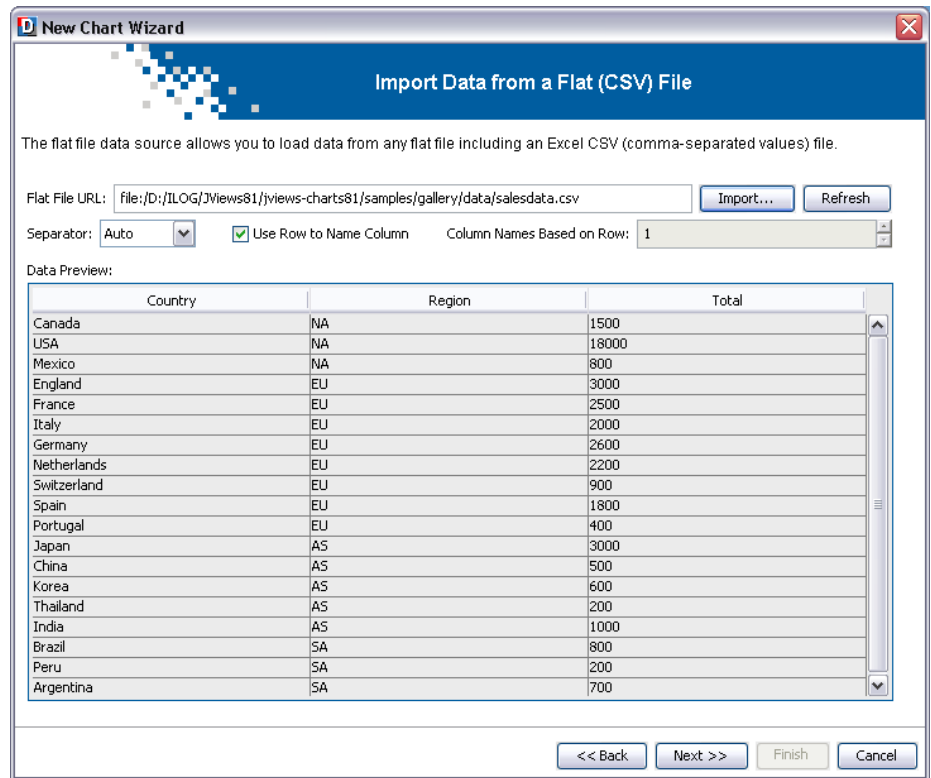 New Chart Wizard
Import Data from a Flat (CSV) File
The flat file data source allows you to load data from any flat file including an Excel CSV (comma-separated values) file.
Flat File URL: file:/D:/ILOG/JViews81/jviews-charts81/samples/gallery/data/salesdata.csv Import... Refresh
Separator: Auto Use Row to Name Column Column Names Based on Row: 1
Data Preview:
Country Region Total
Canada NA 1500
USA NA 18000
Mexico NA 800
England EU 3000
France EU 2500
Italy EU 2000
Germany EU 2600
Netherlands EU 2200
Switzerland EU 900
Spain EU 1800
Portugal EU 400
Japan AS 3000
China AS 500
Korea AS 600
Thailand AS 200
India AS 1000
Brazil SA 800
Peru SA 200
Argentina SA 700
<< Back Next >> Finish Cancel